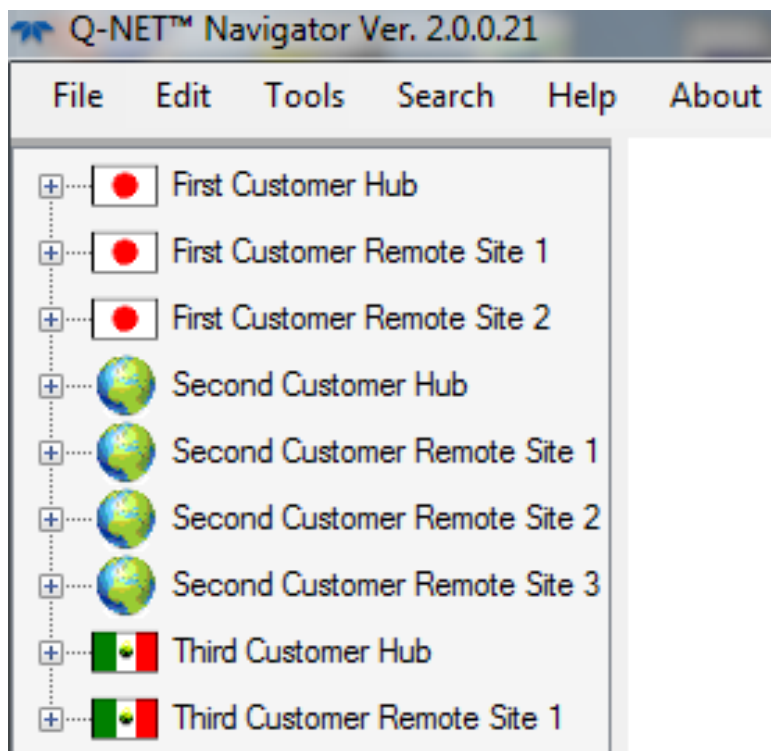 Q-NET™ Navigator Ver. 2.0.0.21
File Edit Tools Search Help About
First Customer Hub
First Customer Remote Site 1
First Customer Remote Site 2
Second Customer Hub
Second Customer Remote Site 1
Second Customer Remote Site 2
Second Customer Remote Site 3
Third Customer Hub
Third Customer Remote Site 1